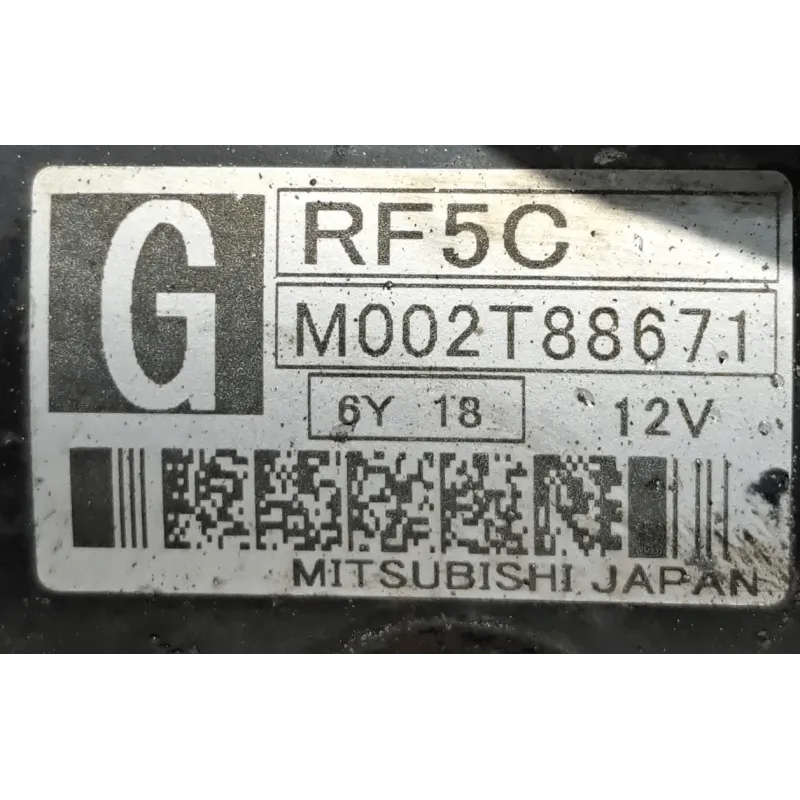 G
RF5C
M002T88671
6Y 18
12V
MITSUBISHI JAPAN